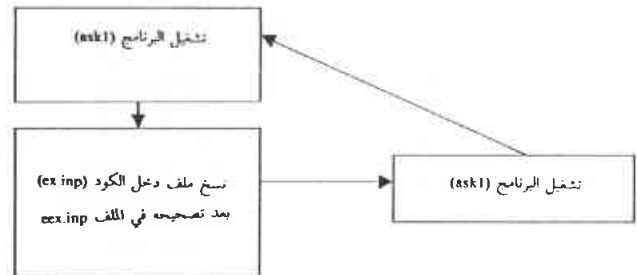 تشغيل البرنامج (ask1)
نسخ ملف دخل الكود (ex.inp)
بعد تصحيحه في الملف eex.inp
تشغيل البرنامج (ask1)